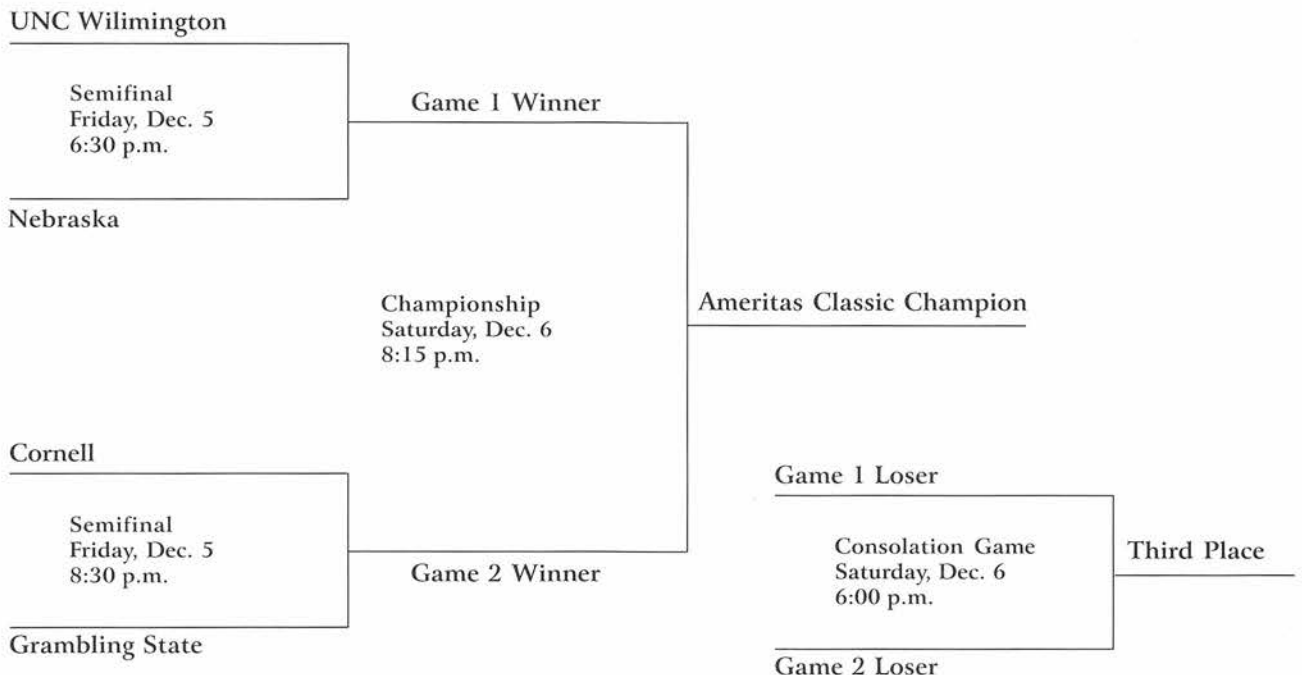 UNC Wilimington
Semifinal
Friday, Dec. 5
6:30 p.m.
Nebraska
Game 1 Winner
Championship
Saturday, Dec. 6
8:15 p.m.
Ameritas Classic Champion
Cornell
Semifinal
Friday, Dec. 5
8:30 p.m.
Grambling State
Game 2 Winner
Game 1 Loser
Consolation Game
Saturday, Dec. 6
6:00 p.m.
Game 2 Loser
Third Place